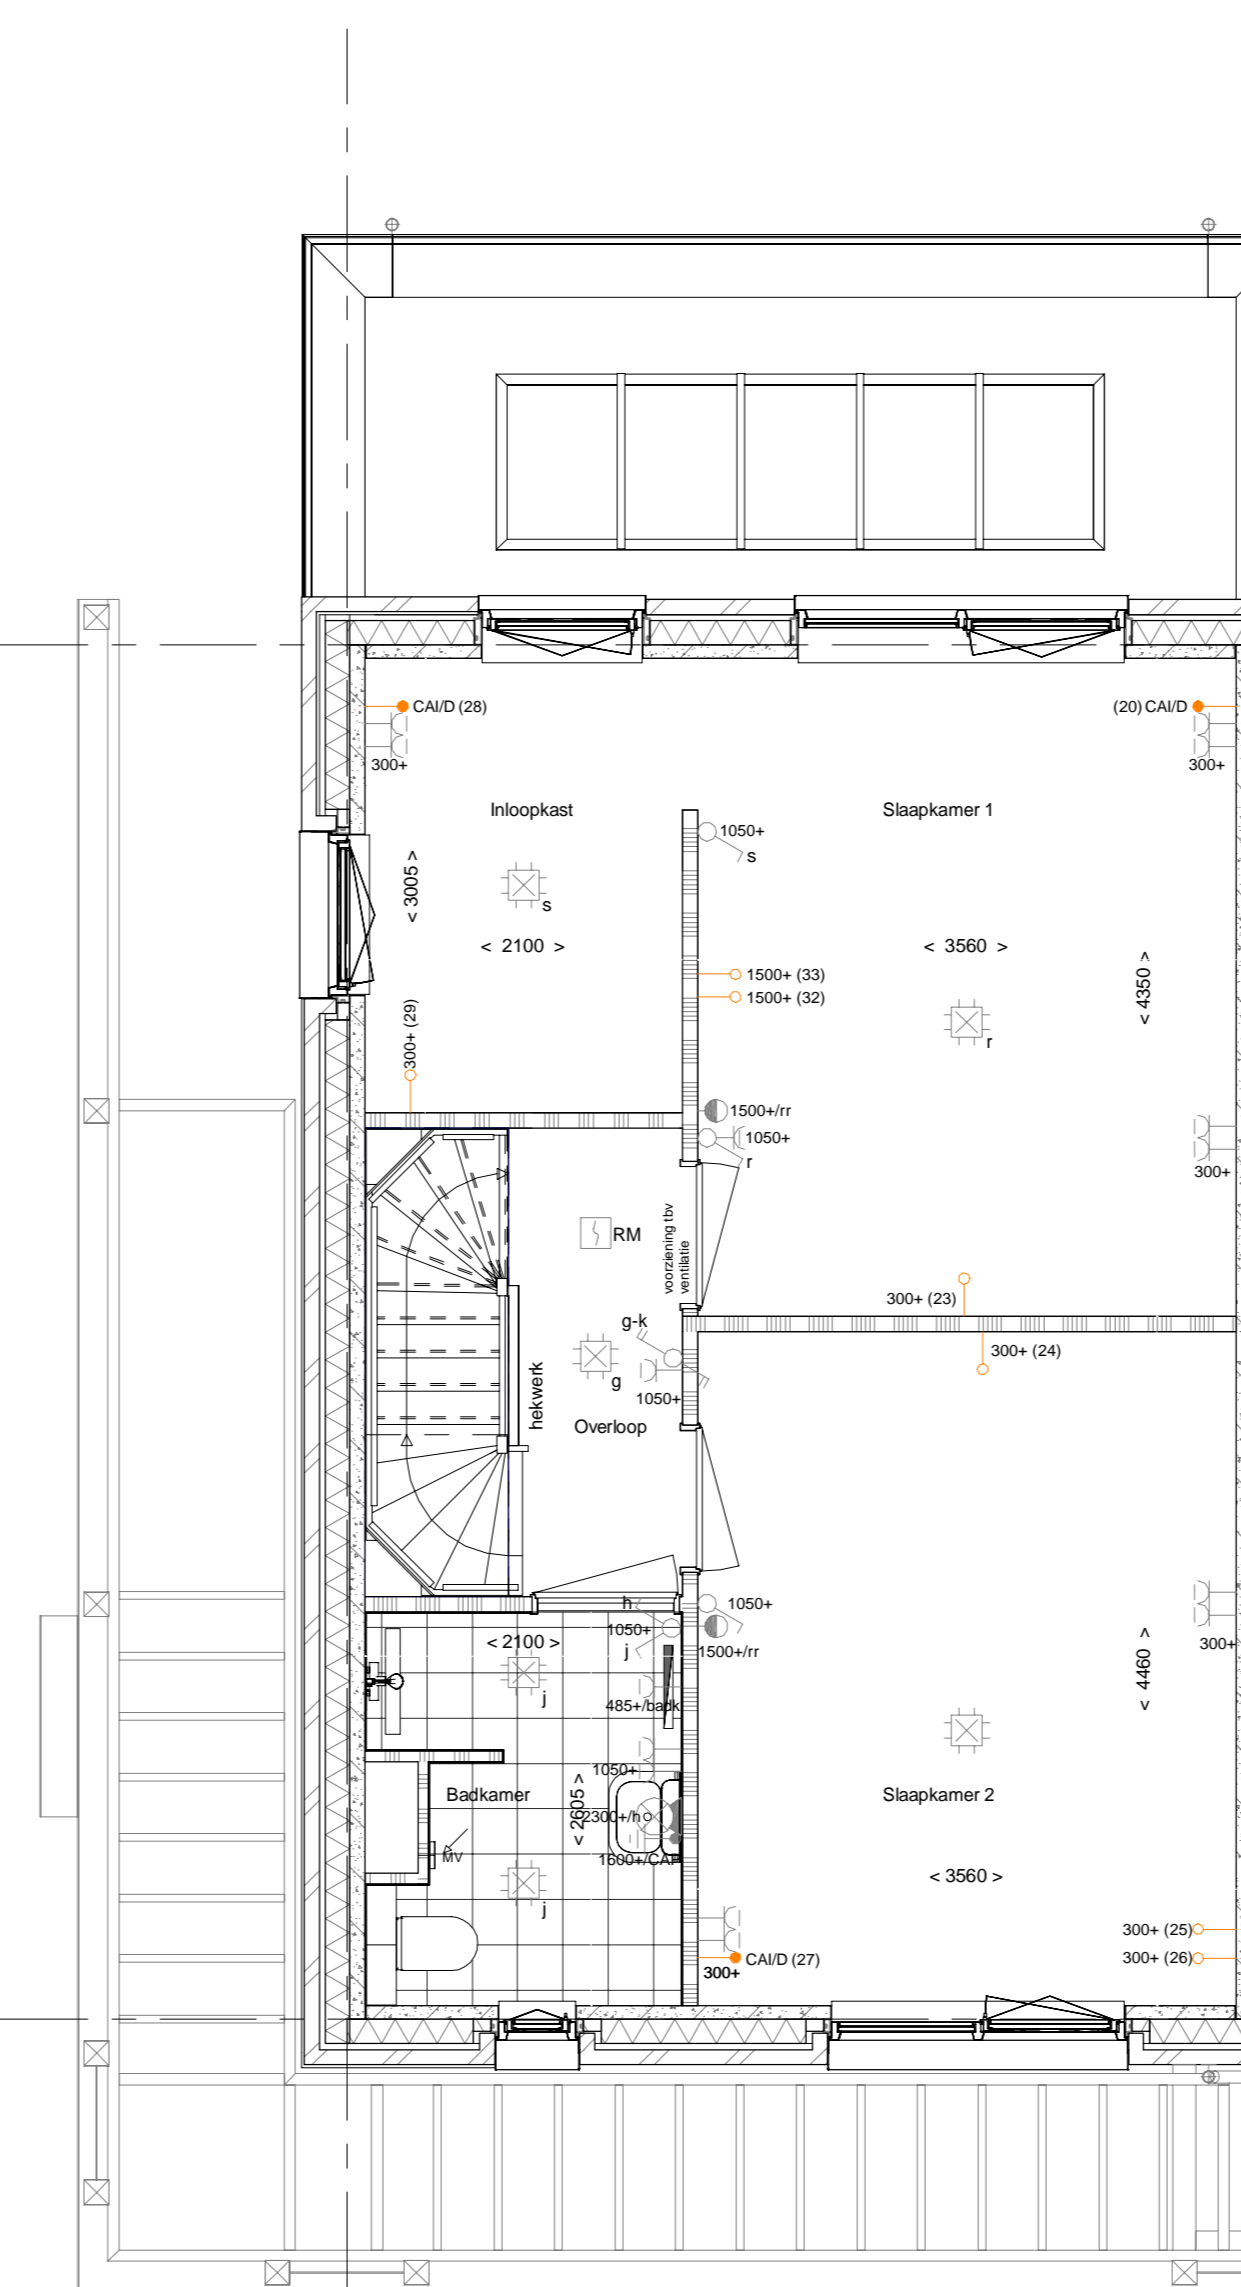 CAI/D (28)
(20) CAI/D
300+
300+
Inloopkast
Slaapkamer 1
1050+
s
< 3005 >
s
< 2100 >
< 3560 >
< 4350 >
1500+ (33)
1500+ (32)
300+ (29)
r
1500+/rr
1050+
r
300+
RM
voorziening tbv
ventilatie
300+ (23)
g-k
300+ (24)
g
1050+
hekwerk
Overloop
h
1050+
1050+
j
1500+/rr
300+
< 2100 >
j
485+/badk
< 4460 >
1050+
Badkamer
< 2605 >
2300+/h
Slaapkamer 2
MV
1600+/CAP
< 3560 >
j
300+ (25)
300+ (26)
CAI/D (27)
300+